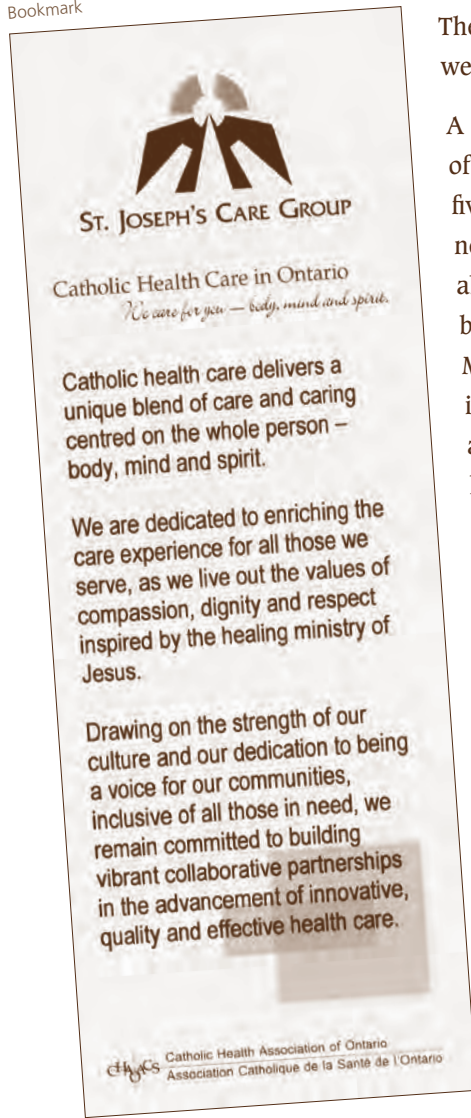 Bookmark
ST. JOSEPH'S CARE GROUP
Catholic Health Care in Ontario
We care for you — body, mind and spirit.
Catholic health care delivers a
unique blend of care and caring
centred on the whole person –
body, mind and spirit.
We are dedicated to enriching the
care experience for all those we
serve, as we live out the values of
compassion, dignity and respect
inspired by the healing ministry of
Jesus.
Drawing on the strength of our
culture and our dedication to being
a voice for our communities,
inclusive of all those in need, we
remain committed to building
vibrant collaborative partnerships
in the advancement of innovative,
quality and effective health care.
Catholic Health Association of Ontario
Association Catholique de la Santé de l'Ontario
A
of